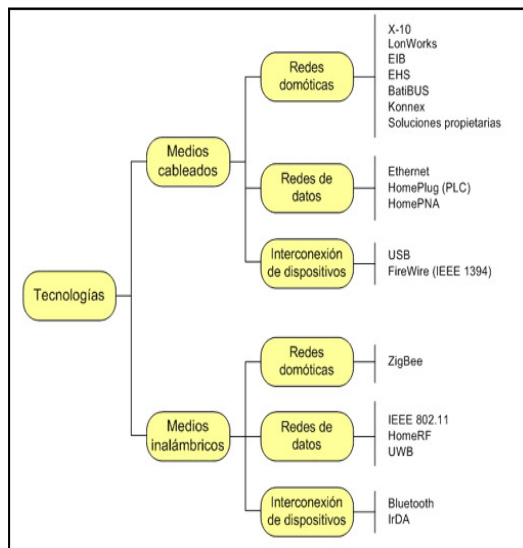 Tecnologías
Medios
cableados
Redes
domóticas
X-10
LonWorks
EIB
EHS
BatiBUS
Konnex
Soluciones propietarias
Redes de
datos
Ethernet
HomePlug (PLC)
HomePNA
Interconexión
de dispositivos
USB
FireWire (IEEE 1394)
Medios
inalámbricos
Redes
domóticas
ZigBee
Redes de
datos
IEEE 802.11
HomeRF
UWB
Interconexión
de dispositivos
Bluetooth
IrDA